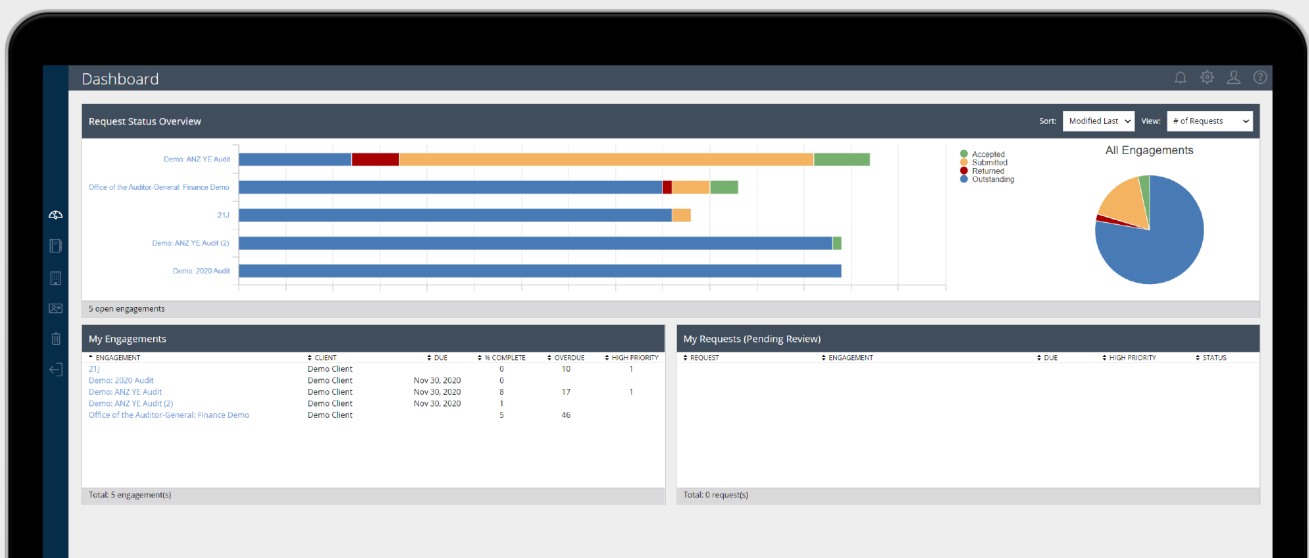 Dashboard
Request Status Overview
Sort: Modified Last View: # of Requests
Demo: ANZ YE Audit
Office of the Auditor-General: Finance Demo
21J
Demo: ANZ YE Audit (2)
Demo: 2020 Audit
Accepted
Submitted
Returned
Outstanding
All Engagements
5 open engagements
My Engagements
ENGAGEMENT CLIENT DUE % COMPLETE OVERDUE HIGH PRIORITY
21J Demo Client 0 10 1
Demo: 2020 Audit Demo Client Nov 30, 2020 0
Demo: ANZ YE Audit Demo Client Nov 30, 2020 8 17 1
Demo: ANZ YE Audit (2) Demo Client Nov 30, 2020 1
Office of the Auditor-General: Finance Demo Demo Client 5 46
Total: 5 engagement(s)
My Requests (Pending Review)
REQUEST ENGAGEMENT DUE HIGH PRIORITY STATUS
Total: 0 request(s)